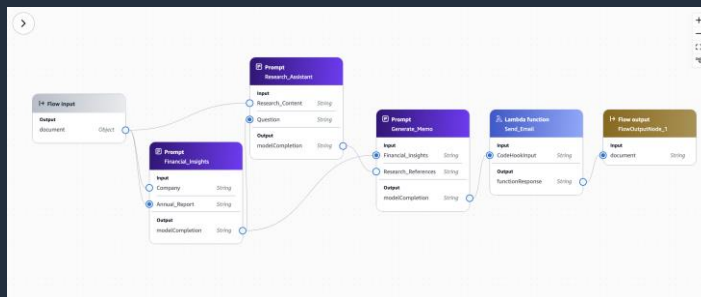 Flow input
Output
document Object
Prompt
Financial_Insights
Input
Company String
Annual_Report String
Output
modelCompletion String
Prompt
Research_Assistant
Input
Research_Content String
Question String
Output
modelCompletion String
Prompt
Generate_Memo
Input
Financial_Insights String
Research_References String
Output
modelCompletion String
Lambda function
Send_Email
Input
CodeHookInput String
Output
functionResponse String
Flow output
FlowOutputNode_1
Input
document String